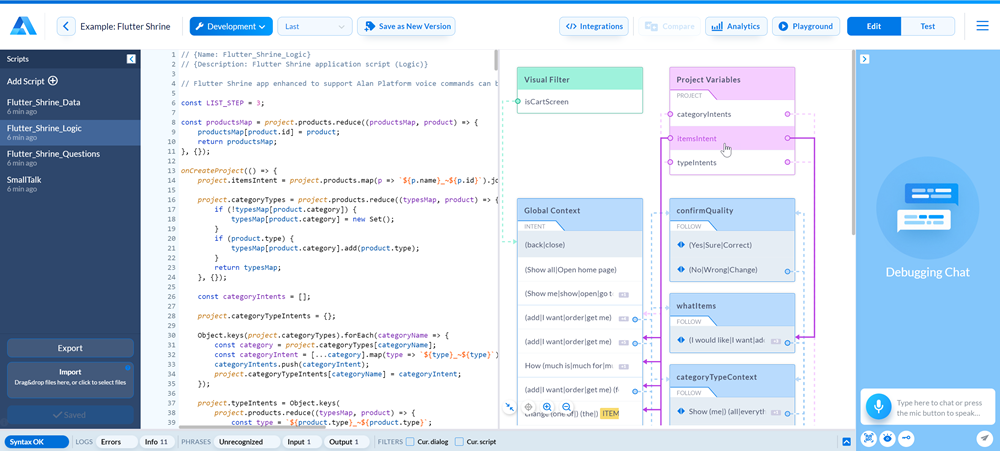 Example: Flutter Shrine
Development
Last
Save as New Version
Integrations
Compare
Analytics
Playground
Edit
Test
Scripts
Add Script
Flutter_Shrine_Data
6 min ago
Flutter_Shrine_Logic
6 min ago
Flutter_Shrine_Questions
6 min ago
SmallTalk
6 min ago
Export
Import
Drag&drop files here, or click to select files
Saved
1 // {Name: Flutter_Shrine_Logic}
2 // {Description: Flutter Shrine application script (Logic)}
3
4 // Flutter Shrine app enhanced to support Alan Platform voice commands can b
5
6 const LIST_STEP = 3;
7
8 const productsMap = project.products.reduce((productsMap, product) => {
9 productsMap[product.id] = product;
10 return productsMap;
11 }, {});
12
13 onCreateProject(() => {
14 project.itemsIntent = project.products.map(p => `${p.name}_~${p.id}`).jo
15
16 project.categoryTypes = project.products.reduce((typesMap, product) => {
17 if (!typesMap[product.category]) {
18 typesMap[product.category] = new Set();
19 }
20 if (product.type) {
21 typesMap[product.category].add(product.type);
22 }
23 return typesMap;
24 }, {});
25
26 const categoryIntents = [];
27
28 project.categoryTypeIntents = {};
29
30 Object.keys(project.categoryTypes).forEach(categoryName => {
31 const category = project.categoryTypes[categoryName];
32 const categoryIntent = [...category].map(type => `${type}_~${type}`)
33 categoryIntents.push(categoryIntent);
34 project.categoryTypeIntents[categoryName] = categoryIntent;
35 });
36
37 project.typeIntents = Object.keys(
38 project.products.reduce((typesMap, product) => {
39 const type = `${product.type}_~${product.type}`;
Visual Filter
isCartScreen
Global Context
INTENT
(back|close)
(Show all|Open home page)
(Show me|show|open|go t
(add|I want|order|get me)
(add|I want|order|get me)
How (much is|much for|m
(add|I want|order|get me) (f
change (one of|) (the|) ITEM
Project Variables
PROJECT
categoryIntents
itemsIntent
typeIntents
confirmQuality
FOLLOW
(Yes|Sure|Correct)
(No|Wrong|Change)
whatItems
FOLLOW
(I would like|I want|ad
categoryTypeContext
FOLLOW
Show (me|) (all|everyth
Debugging Chat
Type here to chat or press
the mic button to speak...
Syntax OK
LOGS
Errors
Info 11
PHRASES
Unrecognized
Input 1
Output 1
FILTERS
Cur. dialog
Cur. script